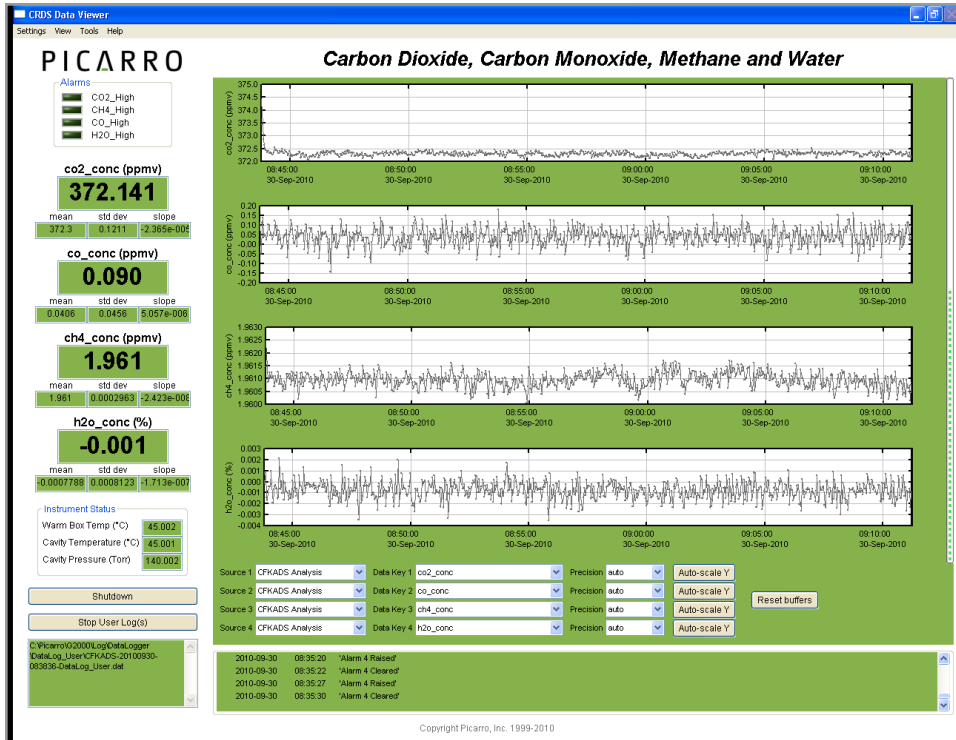 CRDS Data Viewer
Settings View Tools Help
PICARRO
Carbon Dioxide, Carbon Monoxide, Methane and Water
Alarms
CO2_High
CH4_High
CO_High
H2O_High
co2_conc (ppmv)
372.141
mean std dev slope
372.3 0.1211 -2.365e-005
co_conc (ppmv)
0.090
mean std dev slope
0.0406 0.0456 5.057e-006
ch4_conc (ppmv)
1.961
mean std dev slope
1.961 0.0002963 -2.423e-008
h2o_conc (%)
-0.001
mean std dev slope
-0.0007788 0.0008123 -1.713e-007
Instrument Status
Warm Box Temp (°C) 45.002
Cavity Temperature (°C) 45.001
Cavity Pressure (Torr) 140.002
Shutdown
Stop User Log(s)
C:\Picarro\G2000\Log\DataLogger
\DataLog_User\CFKADS-20100930-
083836-DataLog_User.dat
co2_conc (ppmv)
375.0
374.5
374.0
373.5
373.0
372.5
372.0
08:45:00 08:50:00 08:55:00 09:00:00 09:05:00 09:10:00
30-Sep-2010 30-Sep-2010 30-Sep-2010 30-Sep-2010 30-Sep-2010 30-Sep-2010
co_conc (ppmv)
0.20
0.15
0.10
0.05
-0.00
-0.05
-0.10
-0.15
-0.20
08:45:00 08:50:00 08:55:00 09:00:00 09:05:00 09:10:00
30-Sep-2010 30-Sep-2010 30-Sep-2010 30-Sep-2010 30-Sep-2010 30-Sep-2010
ch4_conc (ppmv)
1.9630
1.9625
1.9620
1.9615
1.9610
1.9605
1.9600
08:45:00 08:50:00 08:55:00 09:00:00 09:05:00 09:10:00
30-Sep-2010 30-Sep-2010 30-Sep-2010 30-Sep-2010 30-Sep-2010 30-Sep-2010
h2o_conc (%)
0.003
0.002
0.001
0.000
-0.001
-0.002
-0.003
-0.004
08:45:00 08:50:00 08:55:00 09:00:00 09:05:00 09:10:00
30-Sep-2010 30-Sep-2010 30-Sep-2010 30-Sep-2010 30-Sep-2010 30-Sep-2010
Source 1 CFKADS Analysis Data Key 1 co2_conc Precision auto Auto-scale Y
Source 2 CFKADS Analysis Data Key 2 co_conc Precision auto Auto-scale Y
Source 3 CFKADS Analysis Data Key 3 ch4_conc Precision auto Auto-scale Y
Source 4 CFKADS Analysis Data Key 4 h2o_conc Precision auto Auto-scale Y
Reset buffers
2010-09-30 08:35:20 'Alarm 4 Raised'
2010-09-30 08:35:22 'Alarm 4 Cleared'
2010-09-30 08:35:27 'Alarm 4 Raised'
2010-09-30 08:35:30 'Alarm 4 Cleared'
Copyright Picarro, Inc. 1999-2010